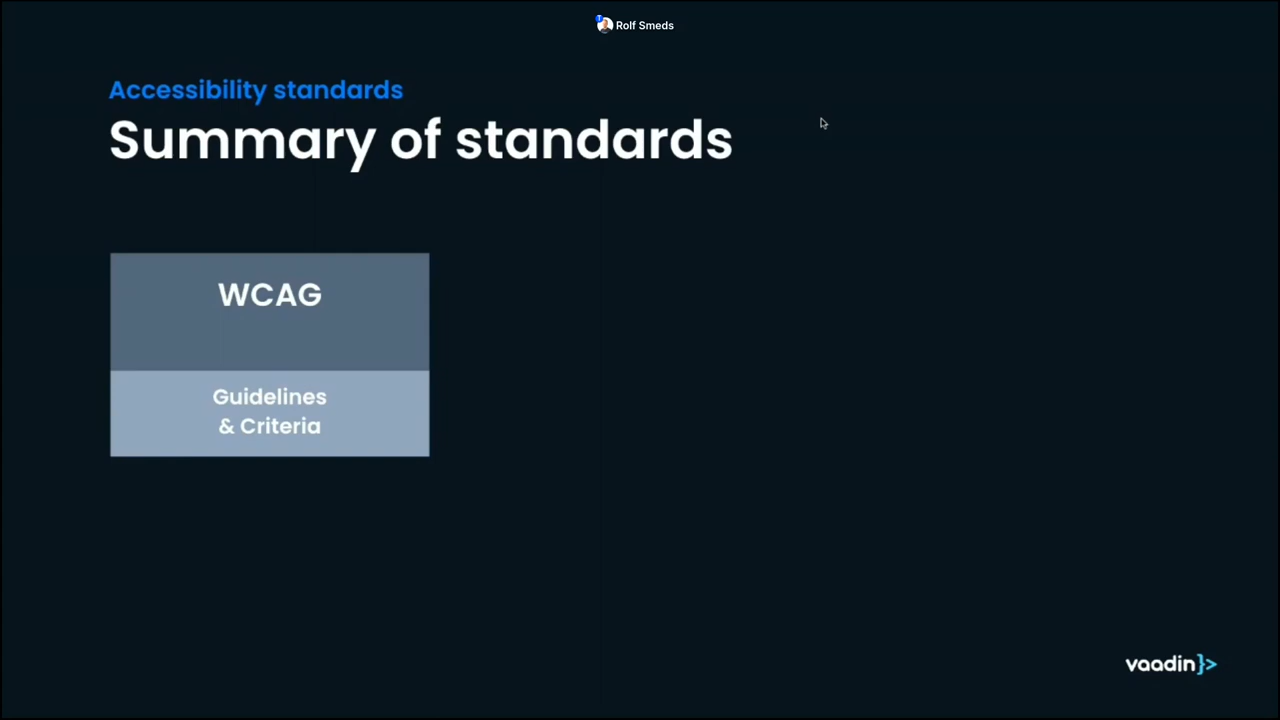 Rolf Smeds
Accessibility standards
Summary of standards
WCAG
Guidelines
& Criteria
vaadin}>